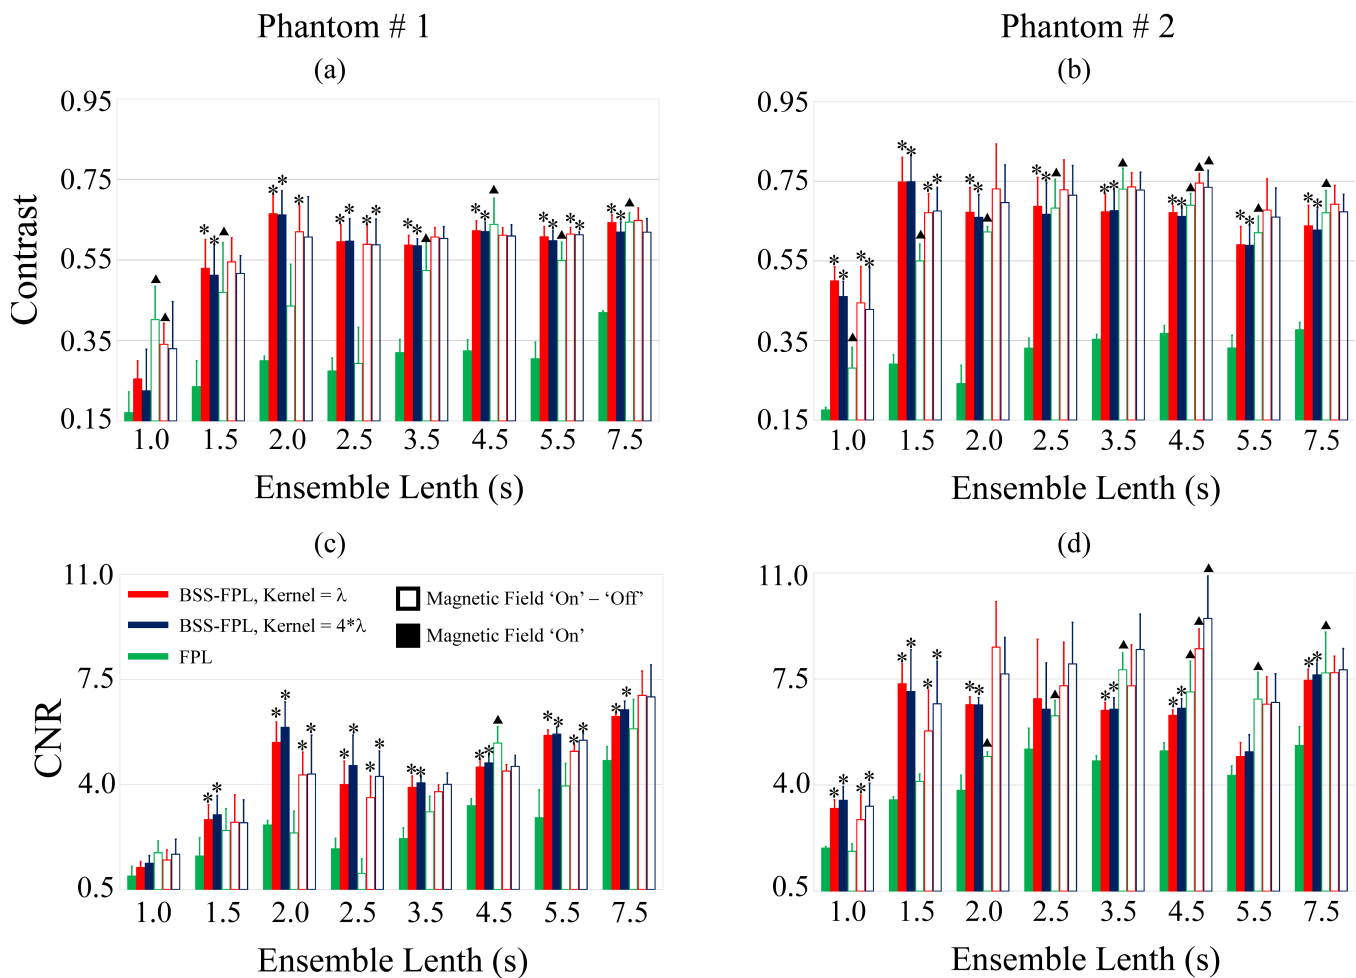 Phantom # 1
Phantom # 2
(a)
(b)
Contrast
0.95
0.75
0.55
0.35
0.15
1.0 1.5 2.0 2.5 3.5 4.5 5.5 7.5
Ensemble Lenth (s)
0.95
0.75
0.55
0.35
0.15
1.0 1.5 2.0 2.5 3.5 4.5 5.5 7.5
Ensemble Lenth (s)
(c)
(d)
CNR
11.0
7.5
4.0
0.5
BSS-FPL, Kernel = λ
BSS-FPL, Kernel = 4*λ
FPL
Magnetic Field ‘On’ – ‘Off’
Magnetic Field ‘On’
1.0 1.5 2.0 2.5 3.5 4.5 5.5 7.5
Ensemble Lenth (s)
11.0
7.5
4.0
0.5
1.0 1.5 2.0 2.5 3.5 4.5 5.5 7.5
Ensemble Lenth (s)